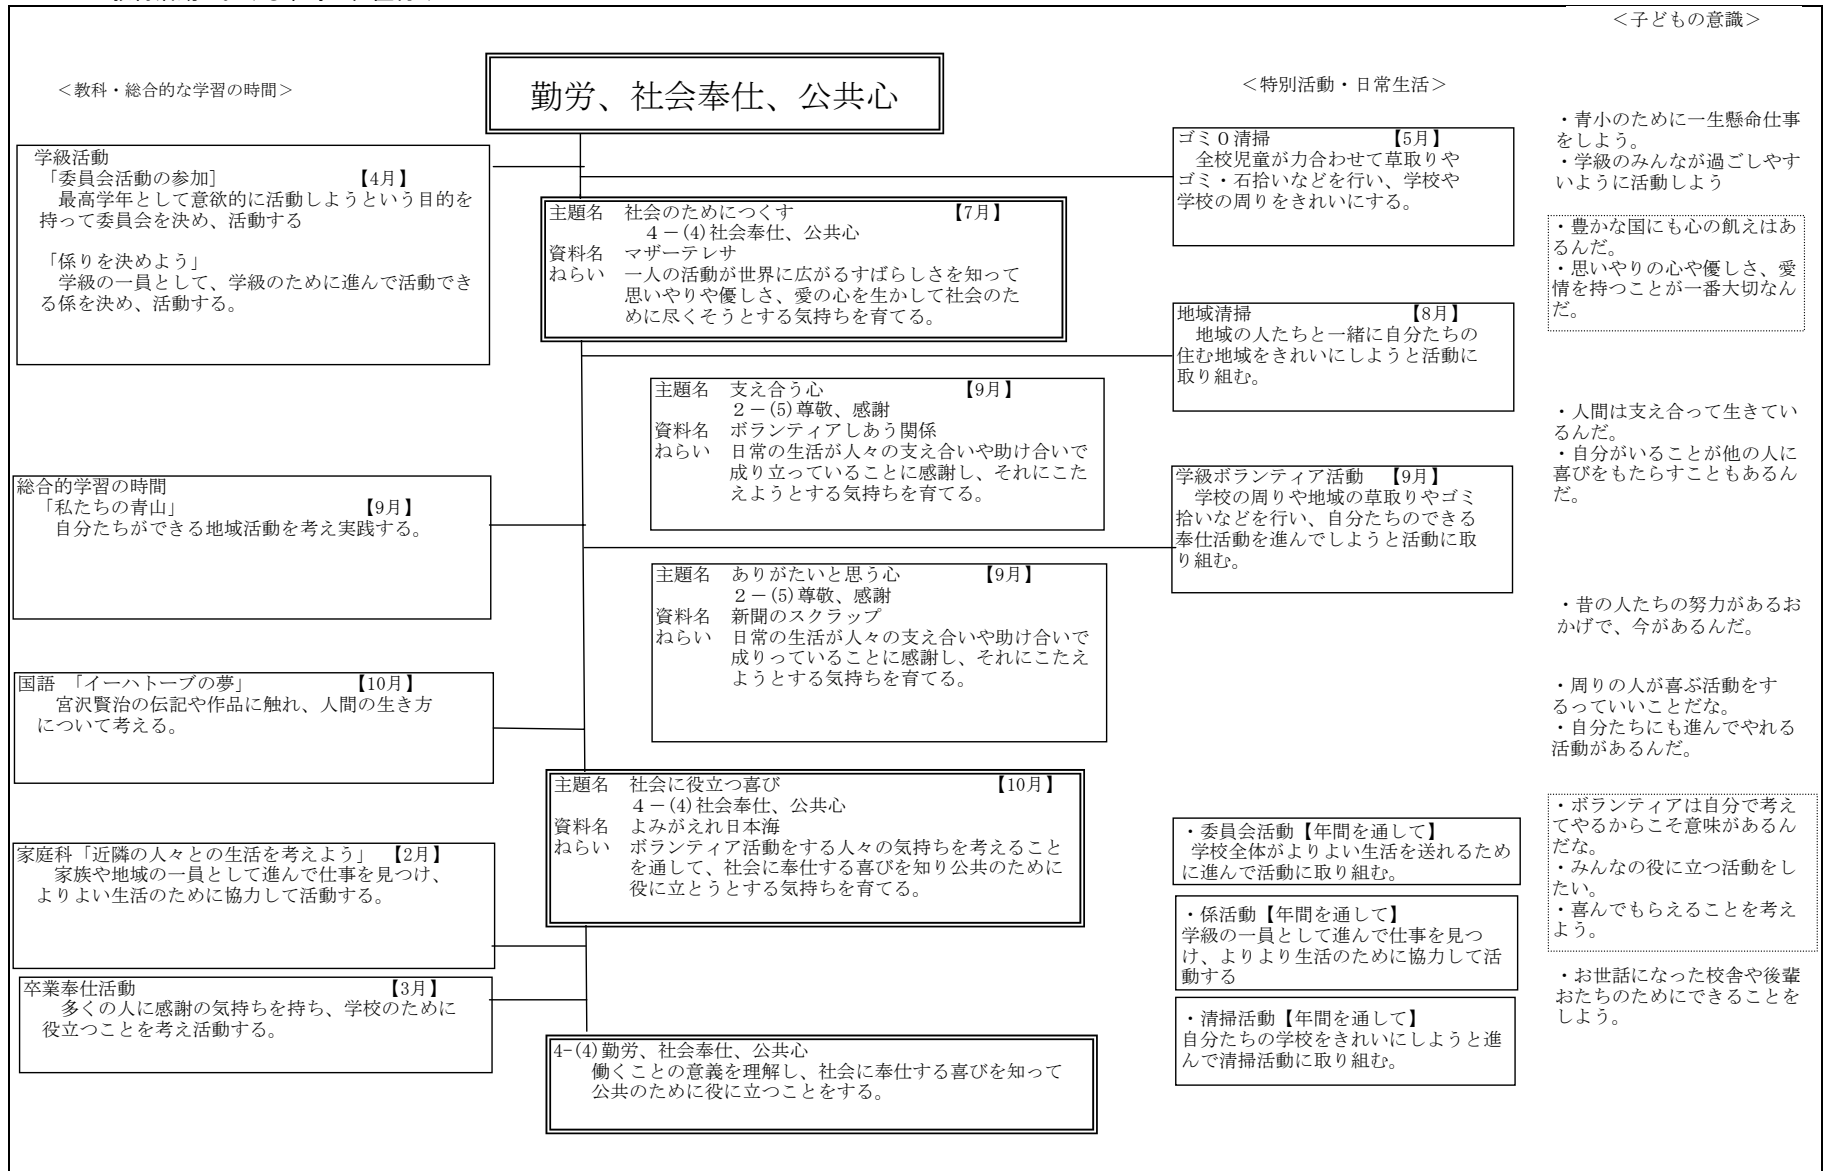 ＜子どもの意識＞
＜教科・総合的な学習の時間＞
勤労、社会奉仕、公共心
＜特別活動・日常生活＞
学級活動
「委員会活動の参加］　【4月】
最高学年として意欲的に活動しようという目的を
持って委員会を決め、活動する
「係りを決めよう」
学級の一員として、学級のために進んで活動でき
る係を決め、活動する。
総合的学習の時間
「私たちの青山」　【9月】
自分たちができる地域活動を考え実践する。
国語　「イーハトーブの夢」　【10月】
宮沢賢治の伝記や作品に触れ、人間の生き方
について考える。
家庭科「近隣の人々との生活を考えよう」　【2月】
家族や地域の一員として進んで仕事を見つけ、
よりよい生活のために協力して活動する。
卒業奉仕活動　【3月】
多くの人に感謝の気持ちを持ち、学校のために
役立つことを考え活動する。
主題名　社会のためにつくす　【7月】
４－(4)社会奉仕、公共心
資料名　マザーテレサ
ねらい　一人の活動が世界に広がるすばらしさを知って
思いやりや優しさ、愛の心を生かして社会のた
めに尽くそうとする気持ちを育てる。
主題名　支え合う心　【9月】
２－(5)尊敬、感謝
資料名　ボランティアしあう関係
ねらい　日常の生活が人々の支え合いや助け合いで
成り立っていることに感謝し、それにこた
えようとする気持ちを育てる。
主題名　ありがたいと思う心　【9月】
２－(5)尊敬、感謝
資料名　新聞のスクラップ
ねらい　日常の生活が人々の支え合いや助け合いで
成りっていることに感謝し、それにこたえ
ようとする気持ちを育てる。
主題名　社会に役立つ喜び　【10月】
４－(4)社会奉仕、公共心
資料名　よみがえれ日本海
ねらい　ボランティア活動をする人々の気持ちを考えること
を通して、社会に奉仕する喜びを知り公共のために
役に立とうとする気持ちを育てる。
4-(4)勤労、社会奉仕、公共心
働くことの意義を理解し、社会に奉仕する喜びを知って
公共のために役に立つことをする。
ゴミ０清掃　【5月】
全校児童が力合わせて草取りや
ゴミ・石拾いなどを行い、学校や
学校の周りをきれいにする。
地域清掃　【8月】
地域の人たちと一緒に自分たちの
住む地域をきれいにしようと活動に
取り組む。
学級ボランティア活動　【9月】
学校の周りや地域の草取りやゴミ
拾いなどを行い、自分たちのできる
奉仕活動を進んでしようと活動に取
り組む。
・委員会活動【年間を通して】
学校全体がよりよい生活を送れるため
に進んで活動に取り組む。
・係活動【年間を通して】
学級の一員として進んで仕事を見つ
け、よりより生活のために協力して活
動する
・清掃活動【年間を通して】
自分たちの学校をきれいにしようと進
んで清掃活動に取り組む。
・青小のために一生懸命仕事
をしよう。
・学級のみんなが過ごしやす
いように活動しよう
・豊かな国にも心の飢えはあ
るんだ。
・思いやりの心や優しさ、愛
情を持つことが一番大切なん
だ。
・人間は支え合って生きてい
るんだ。
・自分がいることが他の人に
喜びをもたらすこともあるん
だ。
・昔の人たちの努力があるお
かげで、今があるんだ。
・周りの人が喜ぶ活動をす
るっていいことだな。
・自分たちにも進んでやれる
活動があるんだ。
・ボランティアは自分で考え
てやるからこそ意味があるん
だな。
・みんなの役に立つ活動をし
たい。
・喜んでもらえることを考え
よう。
・お世話になった校舎や後輩
おたちのためにできることを
しよう。